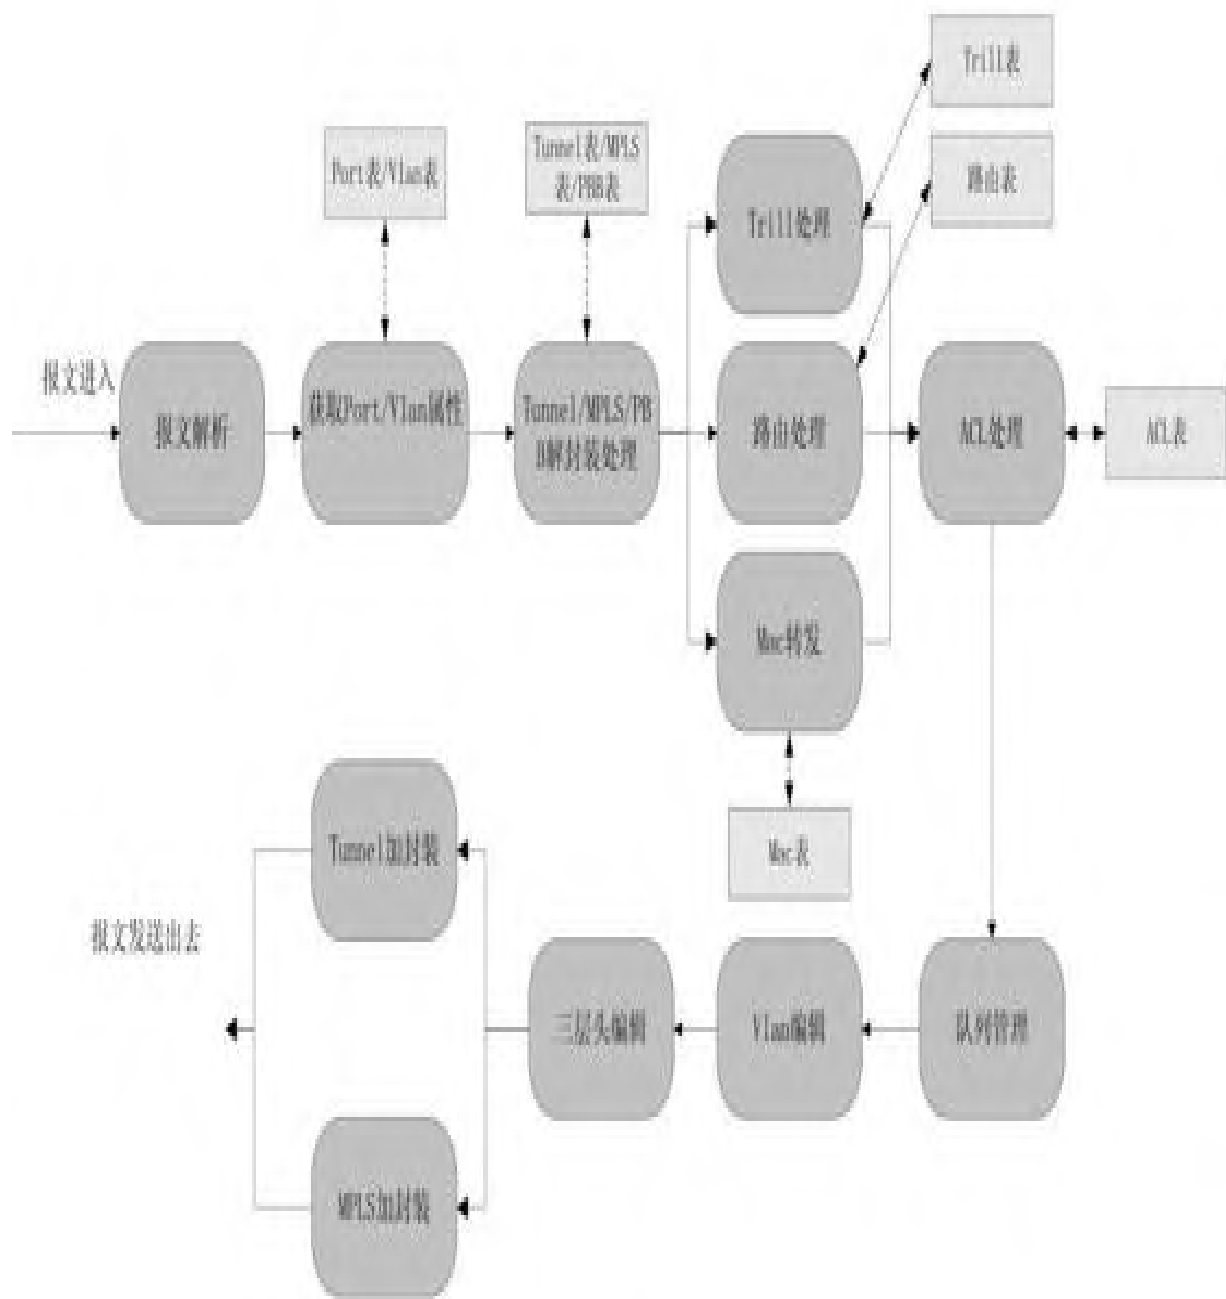 Trill表
Port表/Vlan表
Tunnel表/MPLS
表/PBB表
路由表
Trill处理
报文进入
报文解析
获取Port/Vlan属性
Tunnel/MPLS/PB
B解封装处理
路由处理
ACL处理
ACL表
Mac转发
Mac表
Tunnel加封装
报文发送出去
三层头编辑
Vlan编辑
队列管理
MPLS加封装